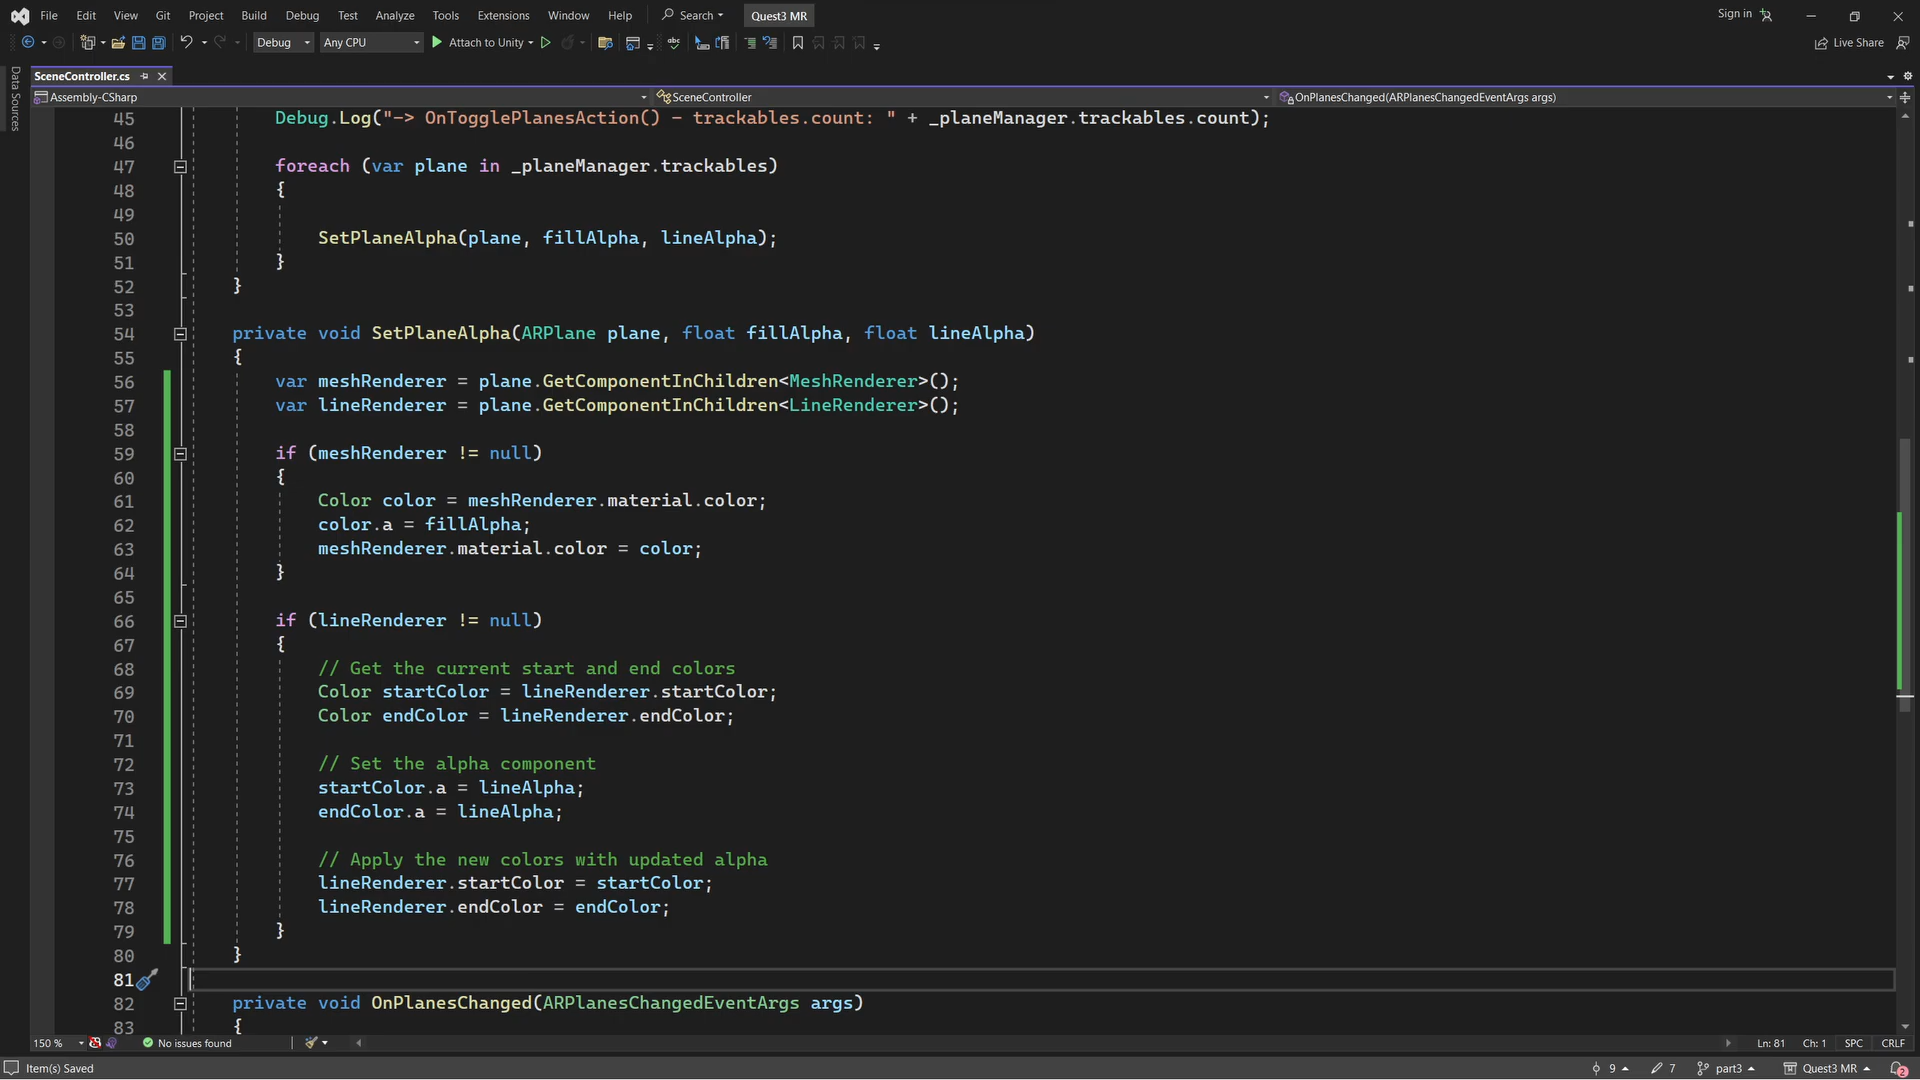 File Edit View Git Project Build Debug Test Analyze Tools Extensions Window Help Search Quest3 MR Sign in
Debug Any CPU Attach to Unity Live Share
Data Sources
SceneController.cs
Assembly-CSharp SceneController OnPlanesChanged(ARPlanesChangedEventArgs args)
45 Debug.Log("-> OnTogglePlanesAction() - trackables.count: " + _planeManager.trackables.count);
46
47 foreach (var plane in _planeManager.trackables)
48 {
49
50 SetPlaneAlpha(plane, fillAlpha, lineAlpha);
51 }
52 }
53
54 private void SetPlaneAlpha(ARPlane plane, float fillAlpha, float lineAlpha)
55 {
56 var meshRenderer = plane.GetComponentInChildren<MeshRenderer>();
57 var lineRenderer = plane.GetComponentInChildren<LineRenderer>();
58
59 if (meshRenderer != null)
60 {
61 Color color = meshRenderer.material.color;
62 color.a = fillAlpha;
63 meshRenderer.material.color = color;
64 }
65
66 if (lineRenderer != null)
67 {
68 // Get the current start and end colors
69 Color startColor = lineRenderer.startColor;
70 Color endColor = lineRenderer.endColor;
71
72 // Set the alpha component
73 startColor.a = lineAlpha;
74 endColor.a = lineAlpha;
75
76 // Apply the new colors with updated alpha
77 lineRenderer.startColor = startColor;
78 lineRenderer.endColor = endColor;
79 }
80 }
81
82 private void OnPlanesChanged(ARPlanesChangedEventArgs args)
83 {
150 % No issues found Ln: 81 Ch: 1 SPC CRLF
Item(s) Saved 9 7 part3 Quest3 MR 2